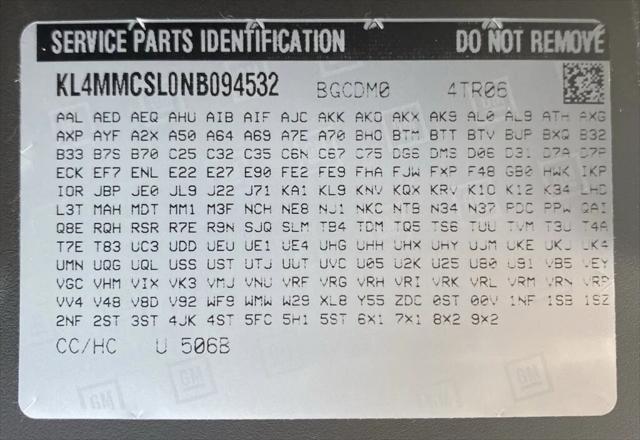 SERVICE PARTS IDENTIFICATION DO NOT REMOVE
KL4MMCSL0NB094532 BGCDM0 4TR06
AAL AED AEQ AHU AIB AIF AJC AKK AKO AKX AK9 AL0 AL9 ATH AXG
AXP AYF A2X A50 A64 A69 A7E A70 BHO BTM BTT BTV BUP BXQ B32
B33 B7S B70 C25 C32 C35 C6N C67 C75 DGS DMS D06 D31 D7A D7P
ECK EF7 ENL E22 E27 E90 FE2 FE9 FHA FJW FXP F48 GB0 HWK IKP
IOR JBP JE0 JL9 J22 J71 KA1 KL9 KNV KQX KRV K10 K12 K34 LHD
L3T MAH MDT MM1 M3F NCH NE8 NJ1 NKC NTB N34 N37 PDC PPW QAI
Q8E RQH RSR R7E R9N SJQ SLM TB4 TDM TQ5 TS6 TUU TVM T3U T4A
T7E T83 UC3 UDD UEU UE1 UE4 UHG UHH UHX UHY UJM UKE UKJ UK4
UMN UQG UQL USS UST UTJ UUT UVC U05 U2K U25 U80 U91 VB5 VEY
VGC VHM VIX VK3 VMJ VNU VRF VRG VRH VRI VRK VRL VRM VRN VRP
VV4 V48 V8D V92 WF9 WMW W29 XL8 Y55 ZDC 0ST 00V 1NF 1SB 1SZ
2NF 2ST 3ST 4JK 4ST 5FC 5H1 5ST 6X1 7X1 8X2 9X2
CC/HC U 506B
GM GM GM